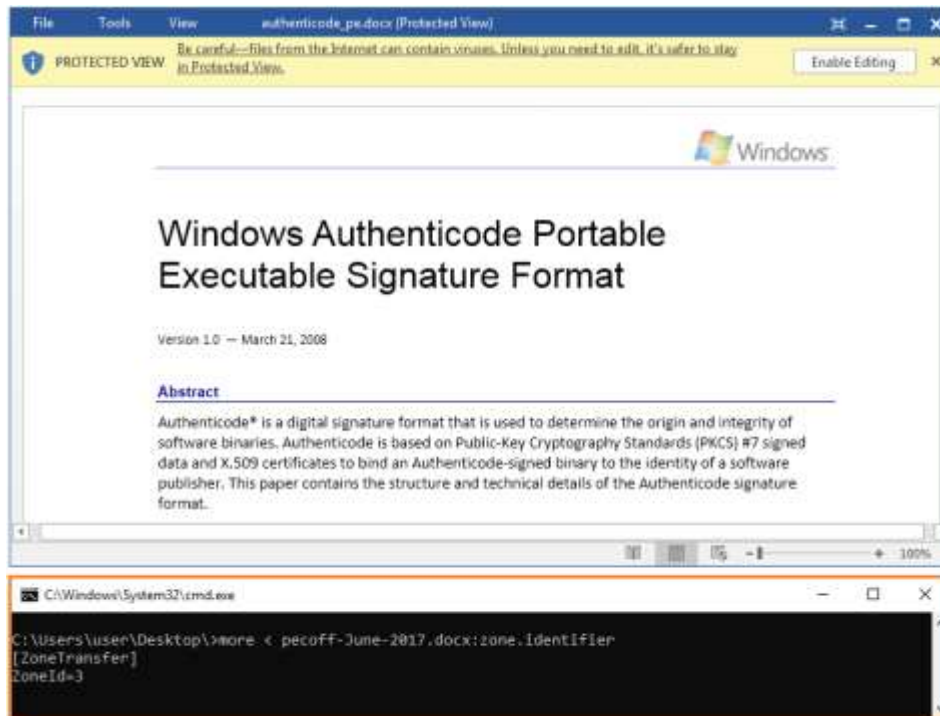 File Tools View authenticode_pe.docx (Protected View)
PROTECTED VIEW Be careful—files from the Internet can contain viruses. Unless you need to edit, it's safer to stay
in Protected View.
Enable Editing
Windows
Windows Authenticode Portable
Executable Signature Format
Version 1.0 — March 21, 2008
Abstract
Authenticode® is a digital signature format that is used to determine the origin and integrity of
software binaries. Authenticode is based on Public-Key Cryptography Standards (PKCS) #7 signed
data and X.509 certificates to bind an Authenticode-signed binary to the identity of a software
publisher. This paper contains the structure and technical details of the Authenticode signature
format.
100%
C:\Windows\System32\cmd.exe
C:\Users\user\Desktop\>more < pecoff-June-2017.docx:zone.identifier
[ZoneTransfer]
ZoneId=3